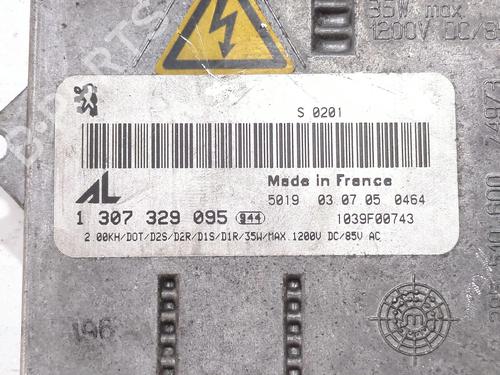 35W max
1200V DC/8
S 0201
AL
Made in France
5019 03 07 05 0464
1 307 329 095 944
1039F00743
2.00KH/DOT/D2S/D2R/D1S/D1R/35W/MAX.1200V DC/85V AC